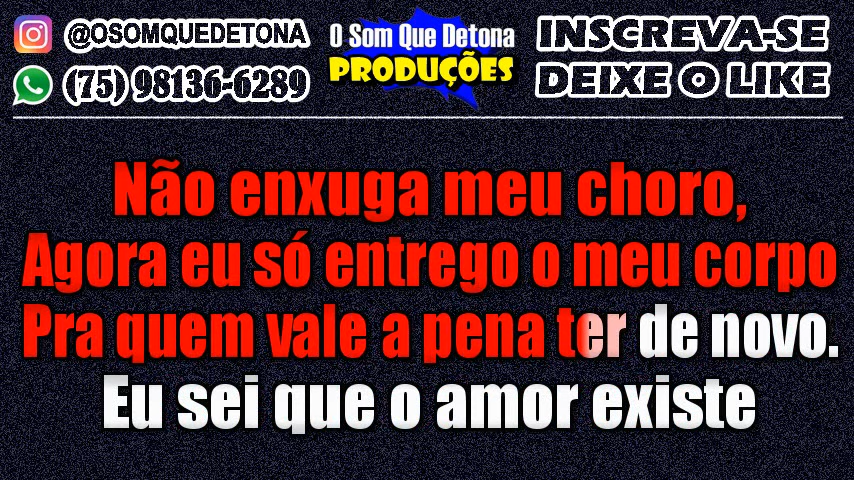 @OSOMQUEDETONA
(75) 98136-6289
O Som Que Detona
PRODUÇÕES
INSCREVA-SE
DEIXE O LIKE
Não enxuga meu choro,
Agora eu só entrego o meu corpo
Pra quem vale a pena ter de novo.
Eu sei que o amor existe